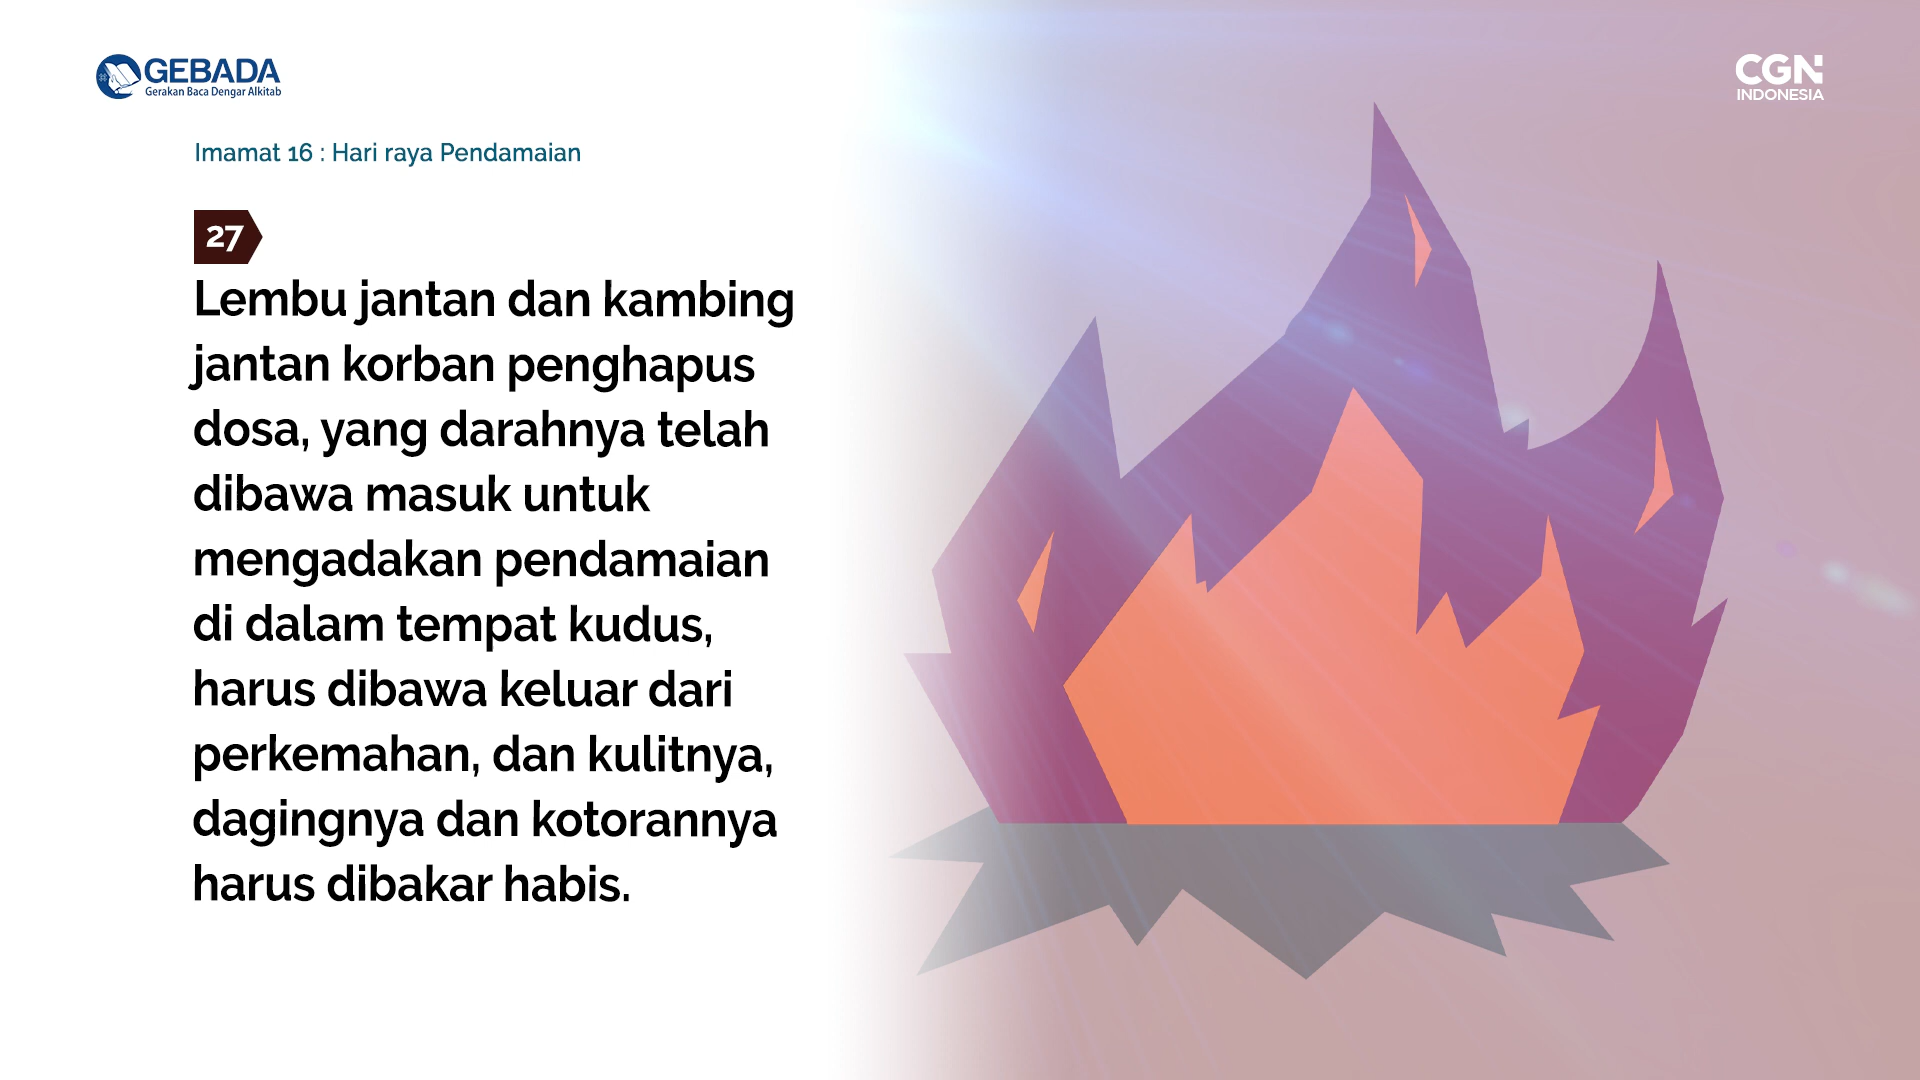 GEBADA
Gerakan Baca Dengar Alkitab
CGN
INDONESIA
Imamat 16 : Hari raya Pendamaian
27
Lembu jantan dan kambing
jantan korban penghapus
dosa, yang darahnya telah
dibawa masuk untuk
mengadakan pendamaian
di dalam tempat kudus,
harus dibawa keluar dari
perkemahan, dan kulitnya,
dagingnya dan kotorannya
harus dibakar habis.